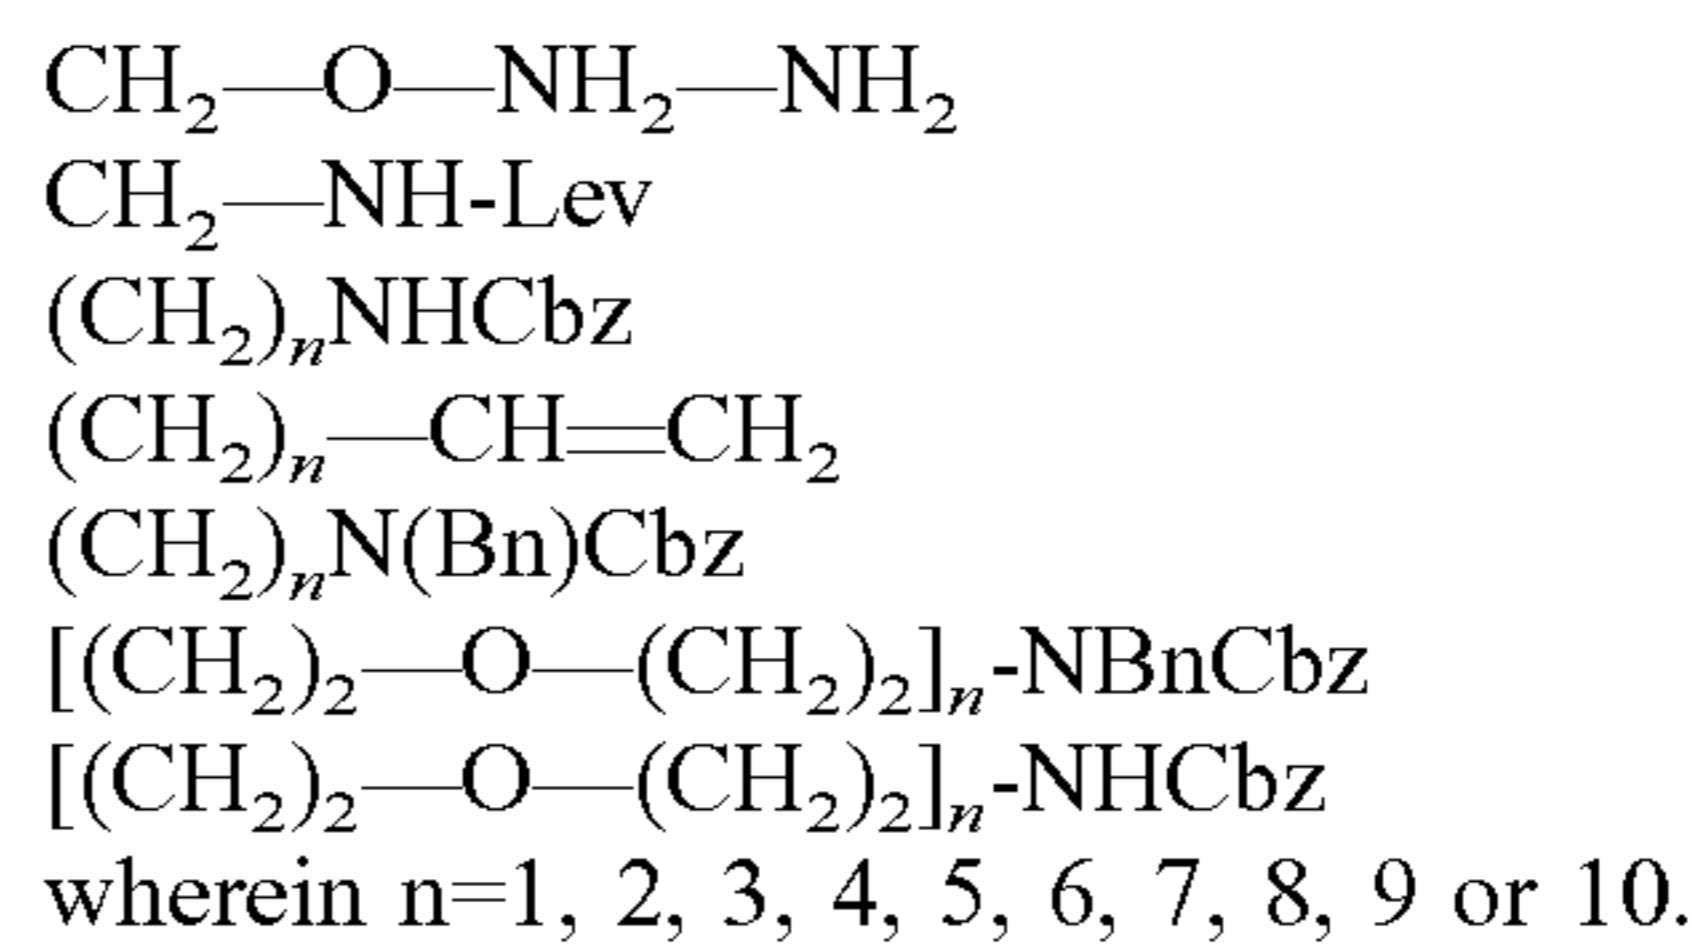 CH₂—O—NH₂—NH₂
CH₂—NH-Lev
(CH₂)ₙNHCbz
(CH₂)ₙ—CH=CH₂
(CH₂)ₙN(Bn)Cbz
[(CH₂)₂—O—(CH₂)₂]ₙ-NBnCbz
[(CH₂)₂—O—(CH₂)₂]ₙ-NHCbz
wherein n=1, 2, 3, 4, 5, 6, 7, 8, 9 or 10.